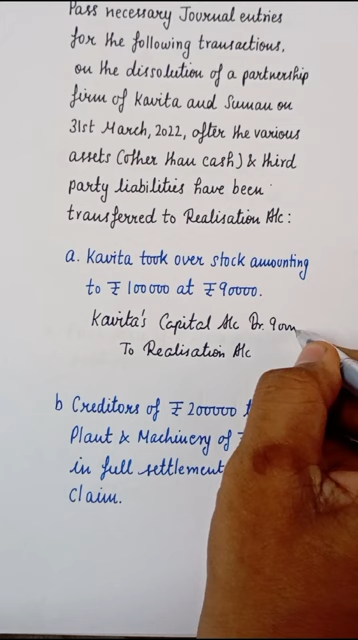 Pass necessary Journal entries
for the following transactions,
on the dissolution of a partnership
firm of Kavita and Suman on
31st March, 2022, after the various
assets (other than cash) & third
party liabilities have been
transferred to Realisation A/c :
a. Kavita took over stock amounting
to ₹ 100000 at ₹90000.
Kavita's Capital A/c Dr.
To Realisation A/c
b Creditors of ₹ 200000
Plant & Machinery of ₹
in full settlement
Claim.